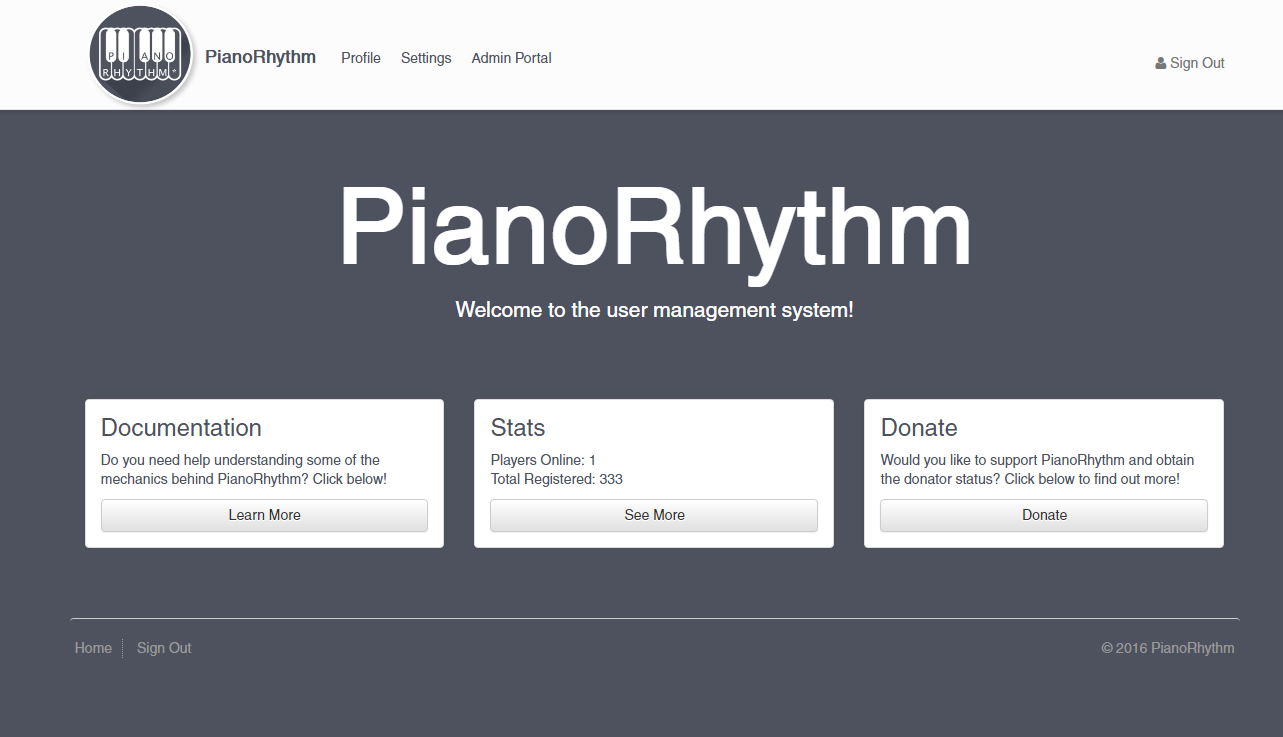 PIANO
RHYTHM
PianoRhythm Profile Settings Admin Portal Sign Out
PianoRhythm
Welcome to the user management system!
Documentation
Do you need help understanding some of the
mechanics behind PianoRhythm? Click below!
Learn More
Stats
Players Online: 1
Total Registered: 333
See More
Donate
Would you like to support PianoRhythm and obtain
the donator status? Click below to find out more!
Donate
Home Sign Out © 2016 PianoRhythm